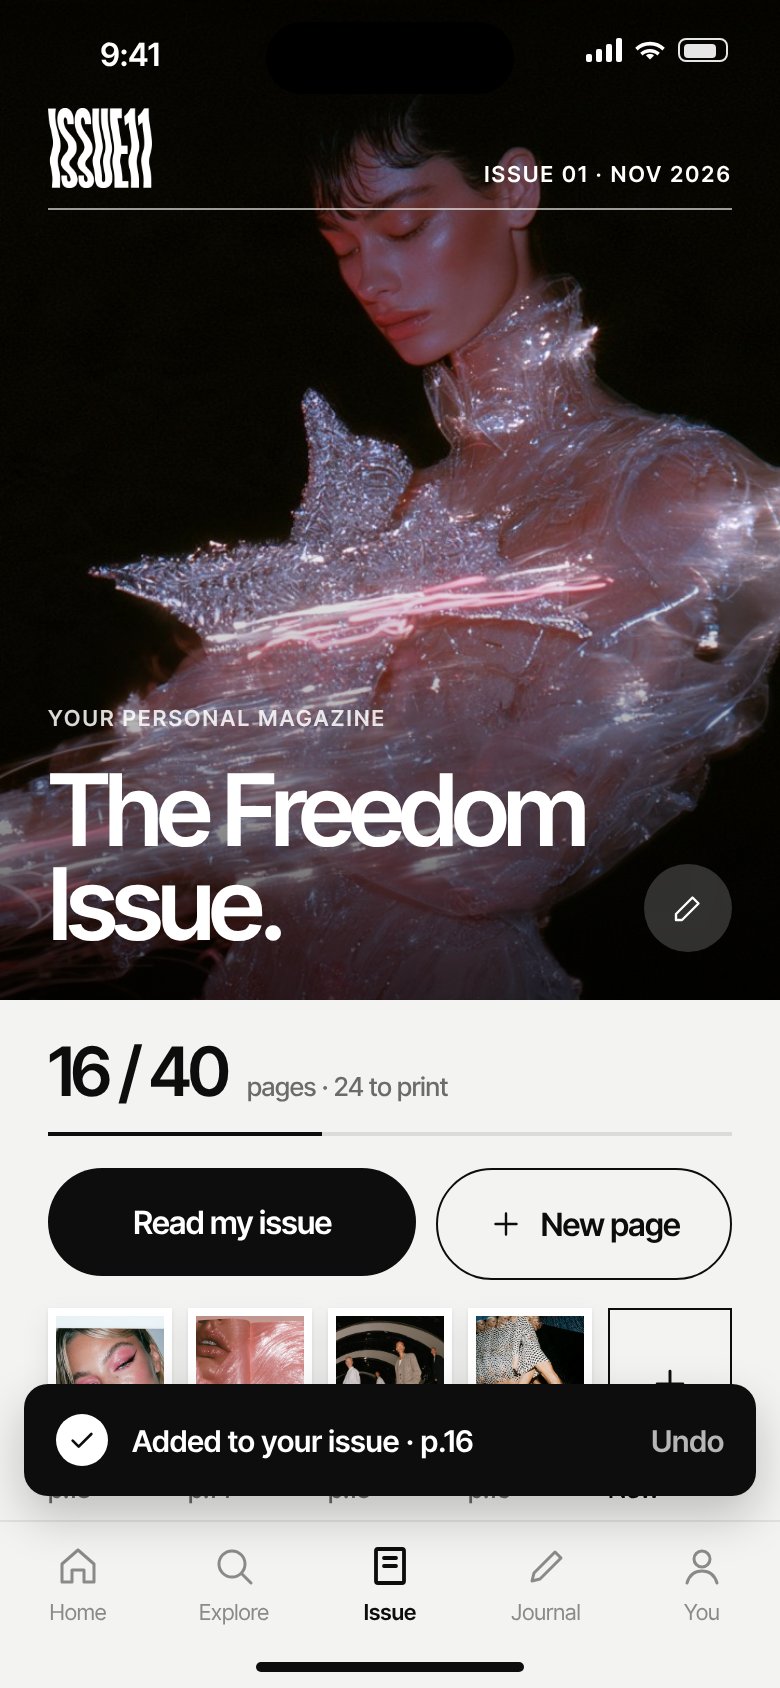 9:41
ISSUE11
ISSUE 01 · NOV 2026
YOUR PERSONAL MAGAZINE
The Freedom
Issue.
16 / 40 pages · 24 to print
Read my issue
+ New page
Added to your issue · p.16
Undo
Home
Explore
Issue
Journal
You